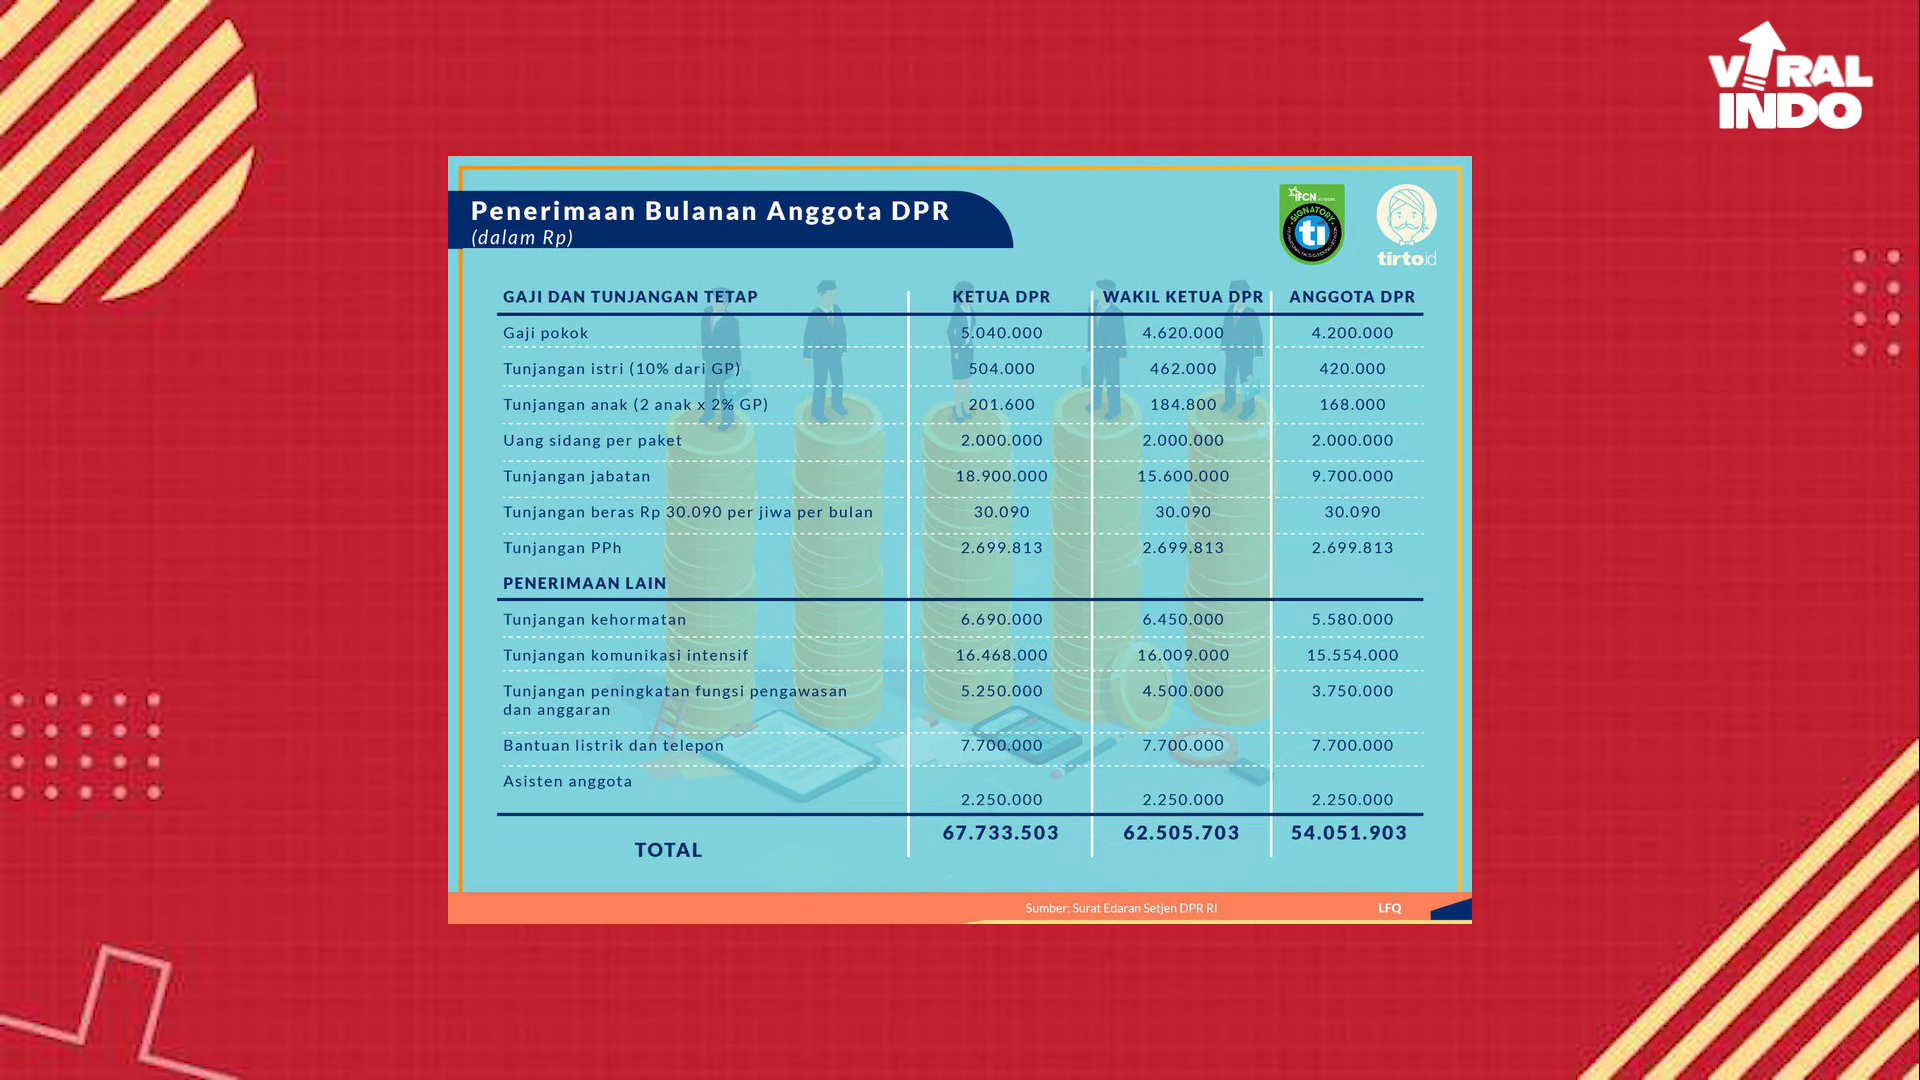 VIRAL
INDO
Penerimaan Bulanan Anggota DPR
(dalam Rp)
IFCN
SIGNATORY
ti
tirto.id
GAJI DAN TUNJANGAN TETAP KETUA DPR WAKIL KETUA DPR ANGGOTA DPR
Gaji pokok 5.040.000 4.620.000 4.200.000
Tunjangan istri (10% dari GP) 504.000 462.000 420.000
Tunjangan anak (2 anak x 2% GP) 201.600 184.800 168.000
Uang sidang per paket 2.000.000 2.000.000 2.000.000
Tunjangan jabatan 18.900.000 15.600.000 9.700.000
Tunjangan beras Rp 30.090 per jiwa per bulan 30.090 30.090 30.090
Tunjangan PPh 2.699.813 2.699.813 2.699.813
PENERIMAAN LAIN
Tunjangan kehormatan 6.690.000 6.450.000 5.580.000
Tunjangan komunikasi intensif 16.468.000 16.009.000 15.554.000
Tunjangan peningkatan fungsi pengawasan 5.250.000 4.500.000 3.750.000
dan anggaran
Bantuan listrik dan telepon 7.700.000 7.700.000 7.700.000
Asisten anggota
2.250.000 2.250.000 2.250.000
67.733.503 62.505.703 54.051.903
TOTAL
Sumber: Surat Edaran Setjen DPR RI LFQ